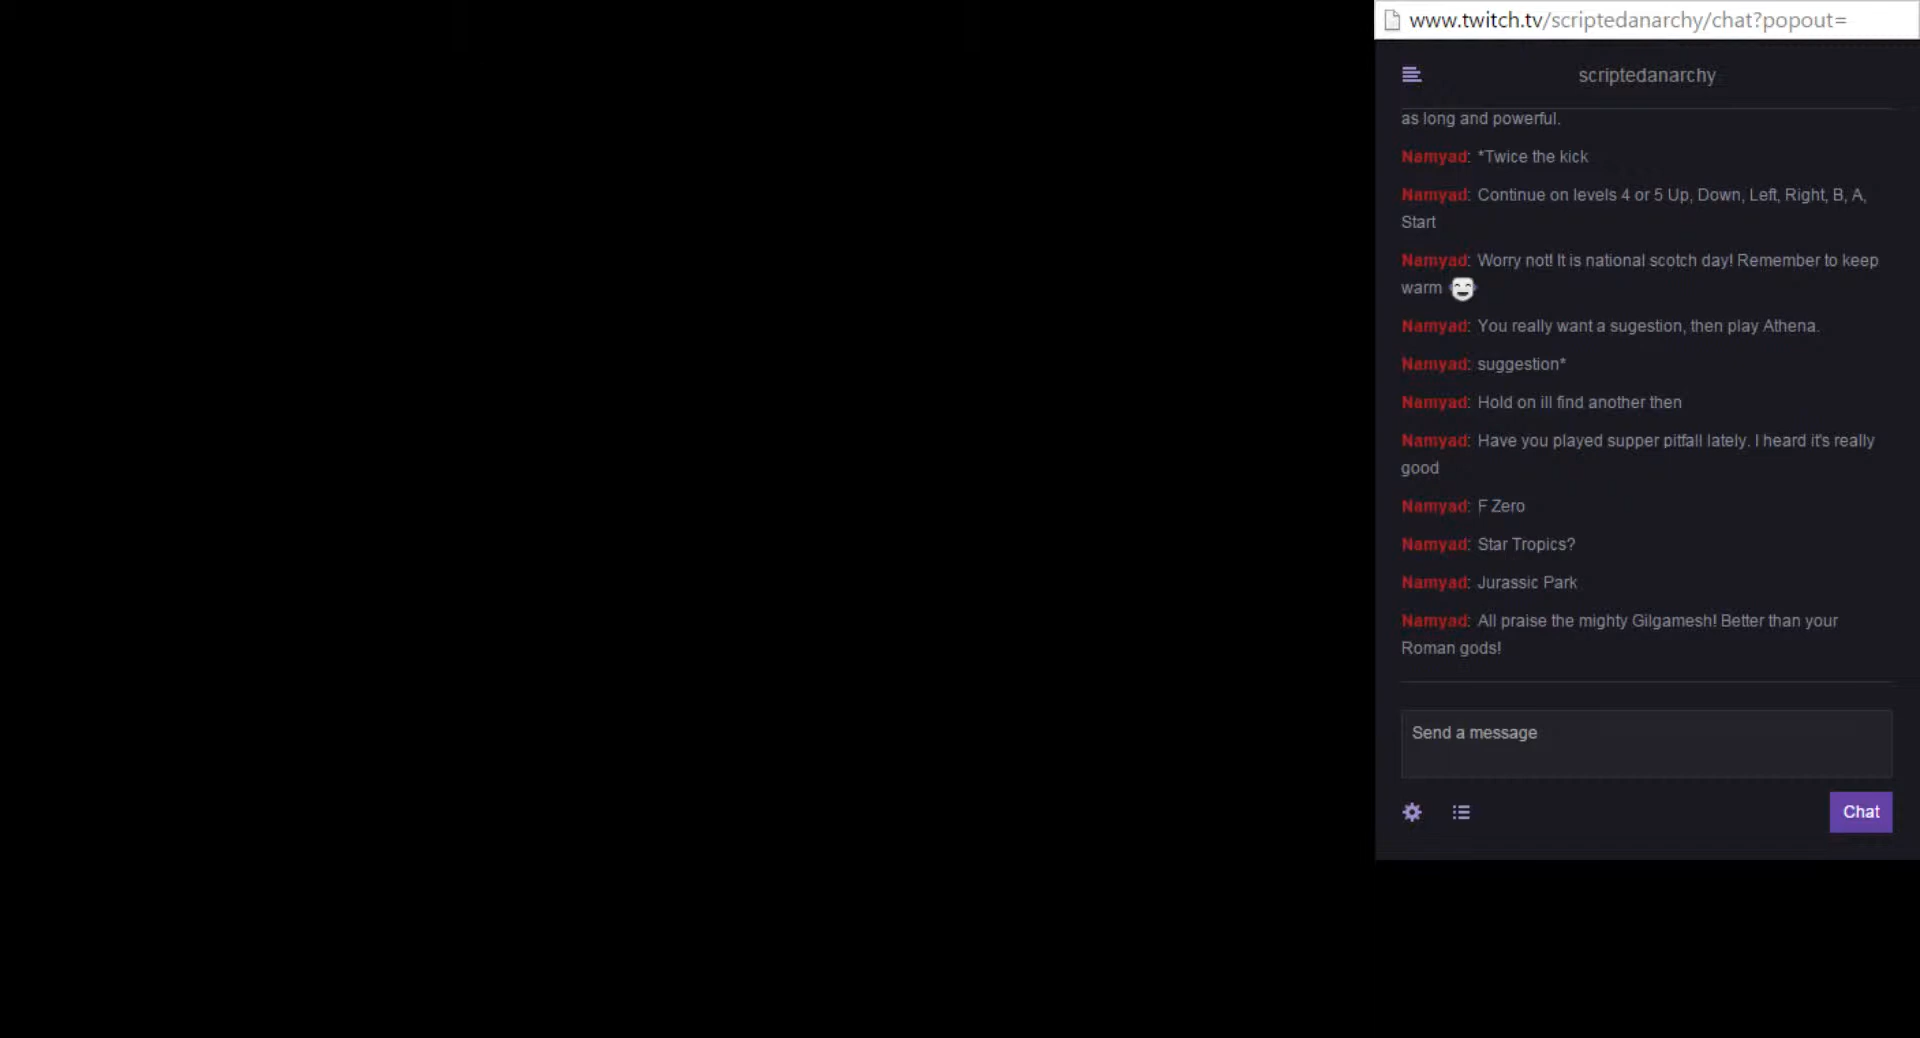 www.twitch.tv/scriptedanarchy/chat?popout=
scriptedanarchy
as long and powerful.
Namyad: *Twice the kick
Namyad: Continue on levels 4 or 5 Up, Down, Left, Right, B, A,
Start
Namyad: Worry not! It is national scotch day! Remember to keep
warm
Namyad: You really want a sugestion, then play Athena.
Namyad: suggestion*
Namyad: Hold on ill find another then
Namyad: Have you played supper pitfall lately. I heard it's really
good
Namyad: F Zero
Namyad: Star Tropics?
Namyad: Jurassic Park
Namyad: All praise the mighty Gilgamesh! Better than your
Roman gods!
Send a message
Chat